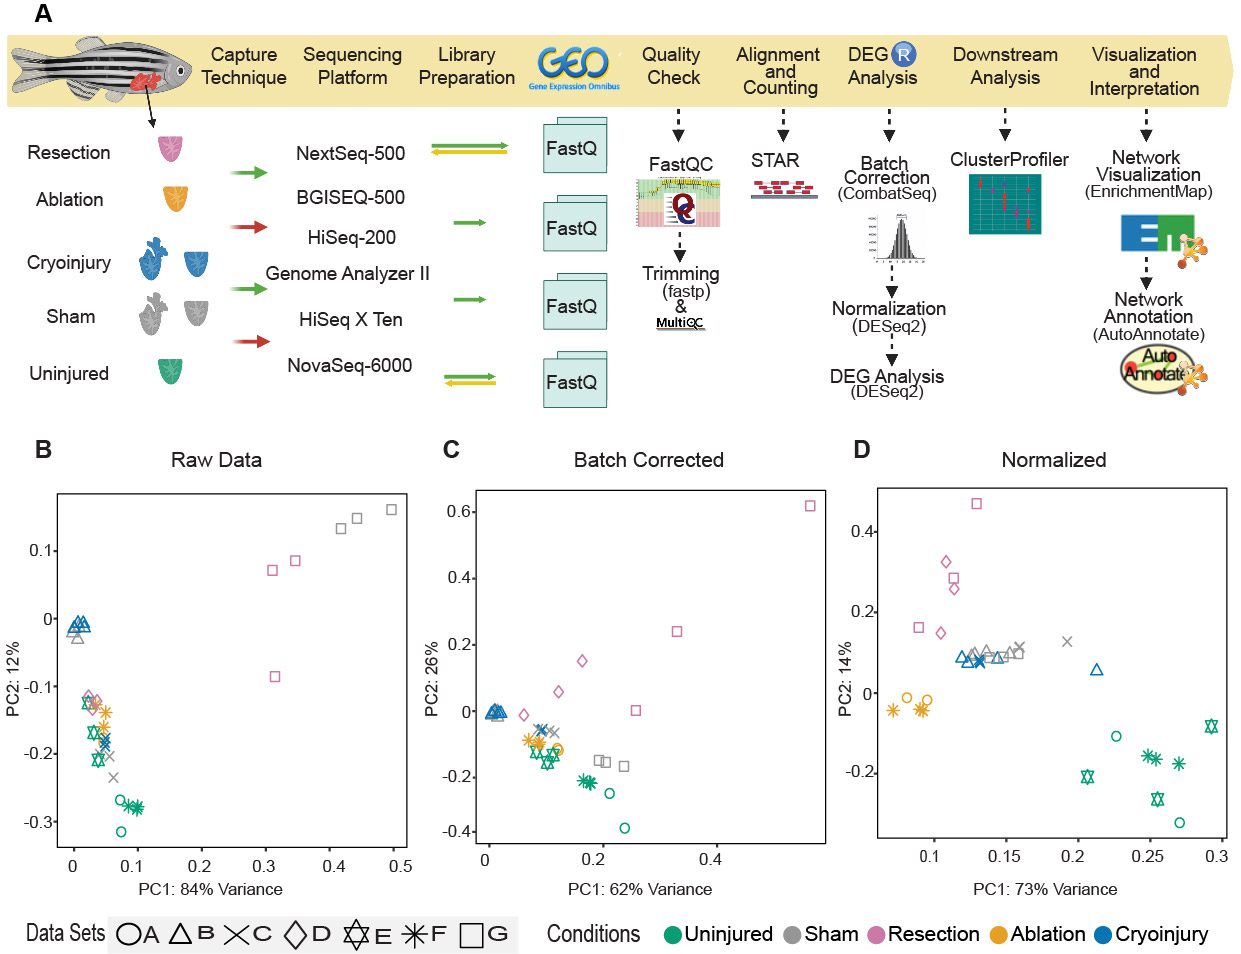 A
Capture Technique
Sequencing Platform
Library Preparation
GEO
Gene Expression Omnibus
Quality Check
Alignment and Counting
DEG R Analysis
Downstream Analysis
Visualization and Interpretation
Resection
Ablation
Cryoinjury
Sham
Uninjured
NextSeq-500
BGISEQ-500
HiSeq-200
Genome Analyzer II
HiSeq X Ten
NovaSeq-6000
FastQ
FastQ
FastQ
FastQ
FastQC
QC
Trimming
(fastp)
&
MultiQC
STAR
Batch
Correction
(CombatSeq)
Normalization
(DESeq2)
DEG Analysis
(DESeq2)
ClusterProfiler
Network
Visualization
(EnrichmentMap)
Em
Network
Annotation
(AutoAnnotate)
Auto
Annotate
B
Raw Data
PC2: 12%
0.1
0
-0.1
-0.2
-0.3
0 0.1 0.2 0.3 0.4 0.5
PC1: 84% Variance
C
Batch Corrected
PC2: 26%
0.6
0.4
0.2
0
-0.2
-0.4
0 0.2 0.4
PC1: 62% Variance
D
Normalized
PC2: 14%
0.4
0.2
0
-0.2
0.1 0.15 0.2 0.25 0.3
PC1: 73% Variance
Data Sets A B C D E F G
Conditions Uninjured Sham Resection Ablation Cryoinjury